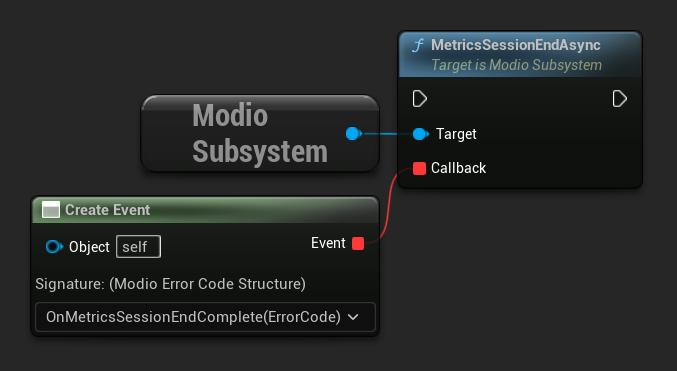 f MetricsSessionEndAsync
Target is Modio Subsystem
Modio
Subsystem
Target
Callback
Create Event
Object self
Event
Signature: (Modio Error Code Structure)
OnMetricsSessionEndComplete(ErrorCode)